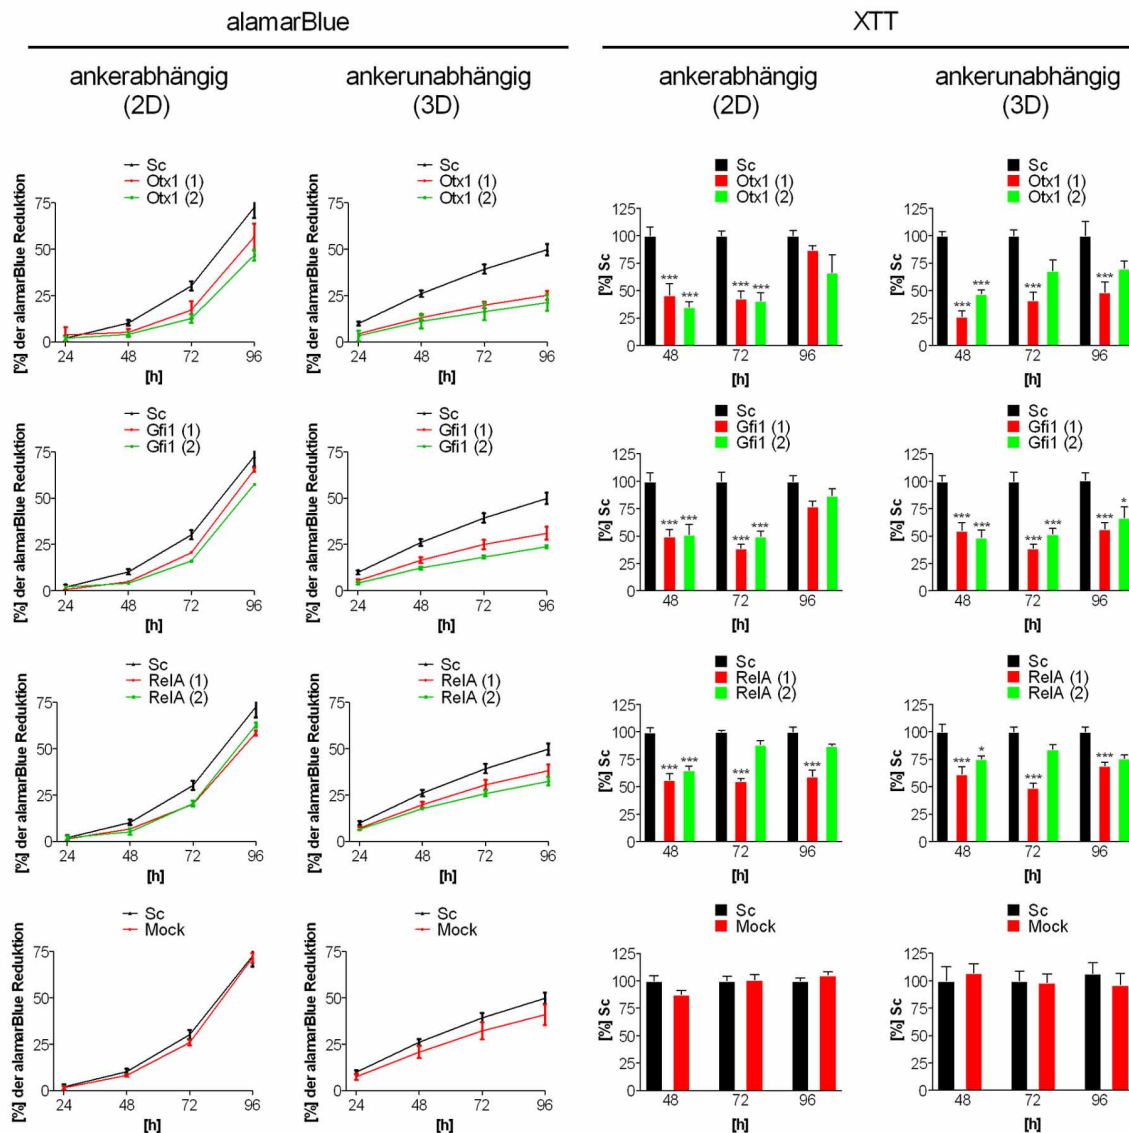 alamarBlue
XTT
ankerabhängig
(2D)
ankerunabhängig
(3D)
ankerabhängig
(2D)
ankerunabhängig
(3D)
Sc
Otx1 (1)
Otx1 (2)
[%] der alamarBlue Reduktion
75
50
25
0
24 48 72 96
[h]
Sc
Otx1 (1)
Otx1 (2)
[%] der alamarBlue Reduktion
75
50
25
0
24 48 72 96
[h]
Sc
Otx1 (1)
Otx1 (2)
[%] Sc
125
100
75
50
25
0
*** *** *** ***
48 72 96
[h]
Sc
Otx1 (1)
Otx1 (2)
[%] Sc
125
100
75
50
25
0
*** *** *** ***
48 72 96
[h]
Sc
Gfi1 (1)
Gfi1 (2)
[%] der alamarBlue Reduktion
75
50
25
0
24 48 72 96
[h]
Sc
Gfi1 (1)
Gfi1 (2)
[%] der alamarBlue Reduktion
75
50
25
0
24 48 72 96
[h]
Sc
Gfi1 (1)
Gfi1 (2)
[%] Sc
125
100
75
50
25
0
*** *** *** ***
48 72 96
[h]
Sc
Gfi1 (1)
Gfi1 (2)
[%] Sc
125
100
75
50
25
0
*** *** *** *** *** *
48 72 96
[h]
Sc
RelA (1)
RelA (2)
[%] der alamarBlue Reduktion
75
50
25
0
24 48 72 96
[h]
Sc
RelA (1)
RelA (2)
[%] der alamarBlue Reduktion
75
50
25
0
24 48 72 96
[h]
Sc
RelA (1)
RelA (2)
[%] Sc
125
100
75
50
25
0
*** *** *** ***
48 72 96
[h]
Sc
RelA (1)
RelA (2)
[%] Sc
125
100
75
50
25
0
*** * *** ***
48 72 96
[h]
Sc
Mock
[%] der alamarBlue Reduktion
75
50
25
0
24 48 72 96
[h]
Sc
Mock
[%] der alamarBlue Reduktion
75
50
25
0
24 48 72 96
[h]
Sc
Mock
[%] Sc
125
100
75
50
25
0
48 72 96
[h]
Sc
Mock
[%] Sc
125
100
75
50
25
0
48 72 96
[h]